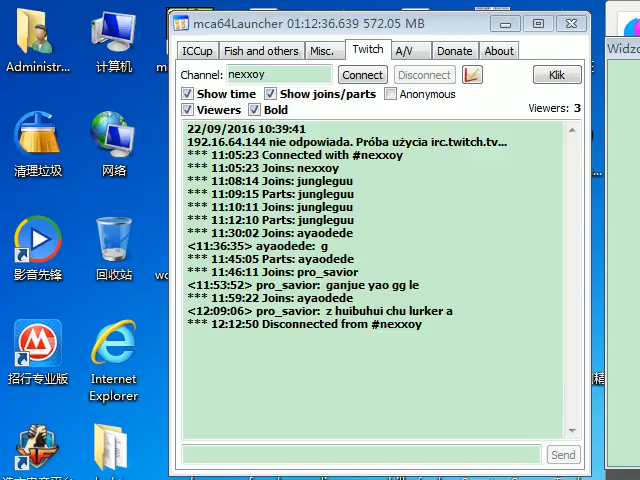 mca64Launcher 01:12:36.639 572.05 MB
ICCup Fish and others Misc. Twitch A/V Donate About
Channel: nexxoy Connect Disconnect Klik
Show time Show joins/parts Anonymous
Viewers Bold Viewers: 3
22/09/2016 10:39:41
192.16.64.144 nie odpowiada. Próba użycia irc.twitch.tv...
*** 11:05:23 Connected with #nexxoy
*** 11:05:23 Joins: nexxoy
*** 11:08:14 Joins: jungleguu
*** 11:09:15 Parts: jungleguu
*** 11:10:11 Joins: jungleguu
*** 11:12:10 Parts: jungleguu
*** 11:30:02 Joins: ayaodede
<11:36:35> ayaodede: g
*** 11:45:05 Parts: ayaodede
*** 11:46:11 Joins: pro_savior
<11:53:52> pro_savior: ganjue yao gg le
*** 11:59:22 Joins: ayaodede
<12:09:06> pro_savior: z huibuhui chu lurker a
*** 12:12:50 Disconnected from #nexxoy
Send
Administr...
计算机
清理垃圾
网络
影音先锋
回收站
招行专业版
Internet
Explorer